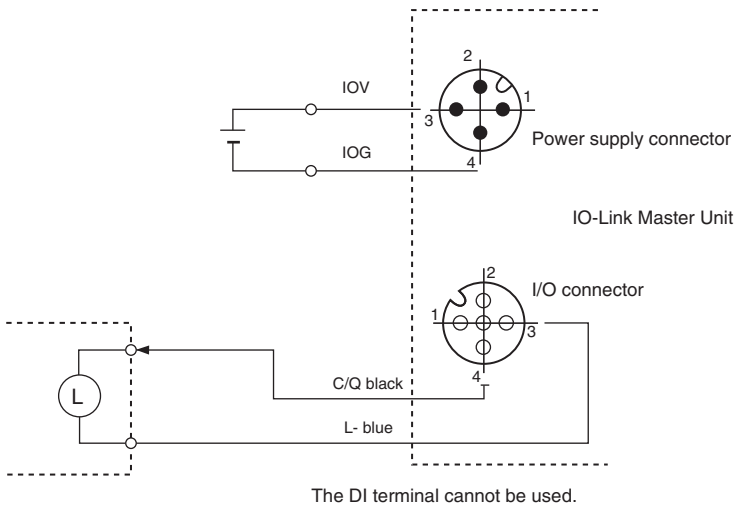 2
IOV
1
3
Power supply connector
IOG
4
IO-Link Master Unit
2
I/O connector
1
3
4
C/Q black
L
L- blue
The DI terminal cannot be used.